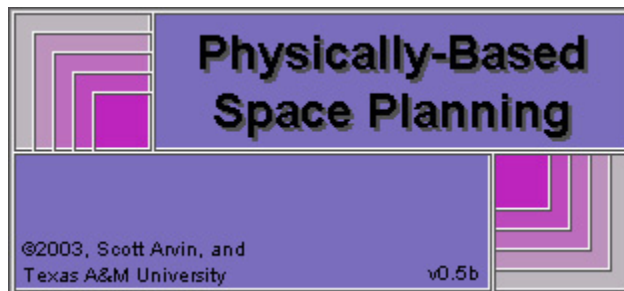 Physically-Based
Space Planning
©2003, Scott Arvin, and
Texas A&M University
v0.5b